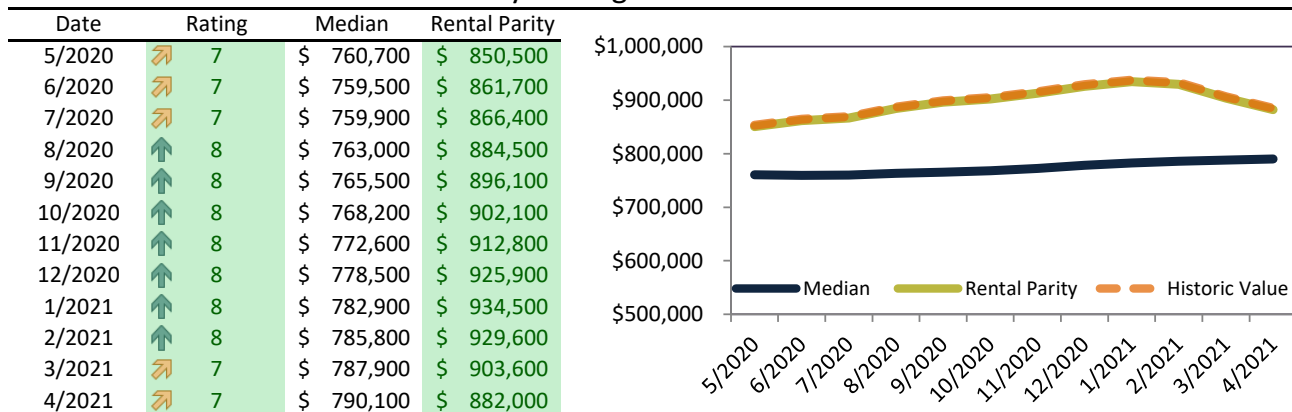 Date Rating Median Rental Parity
5/2020 7 $ 760,700 $ 850,500
6/2020 7 $ 759,500 $ 861,700
7/2020 7 $ 759,900 $ 866,400
8/2020 8 $ 763,000 $ 884,500
9/2020 8 $ 765,500 $ 896,100
10/2020 8 $ 768,200 $ 902,100
11/2020 8 $ 772,600 $ 912,800
12/2020 8 $ 778,500 $ 925,900
1/2021 8 $ 782,900 $ 934,500
2/2021 8 $ 785,800 $ 929,600
3/2021 7 $ 787,900 $ 903,600
4/2021 7 $ 790,100 $ 882,000
$1,000,000
$900,000
$800,000
$700,000
$600,000
$500,000
Median Rental Parity Historic Value
5/2020 6/2020 7/2020 8/2020 9/2020 10/2020 11/2020 12/2020 1/2021 2/2021 3/2021 4/2021